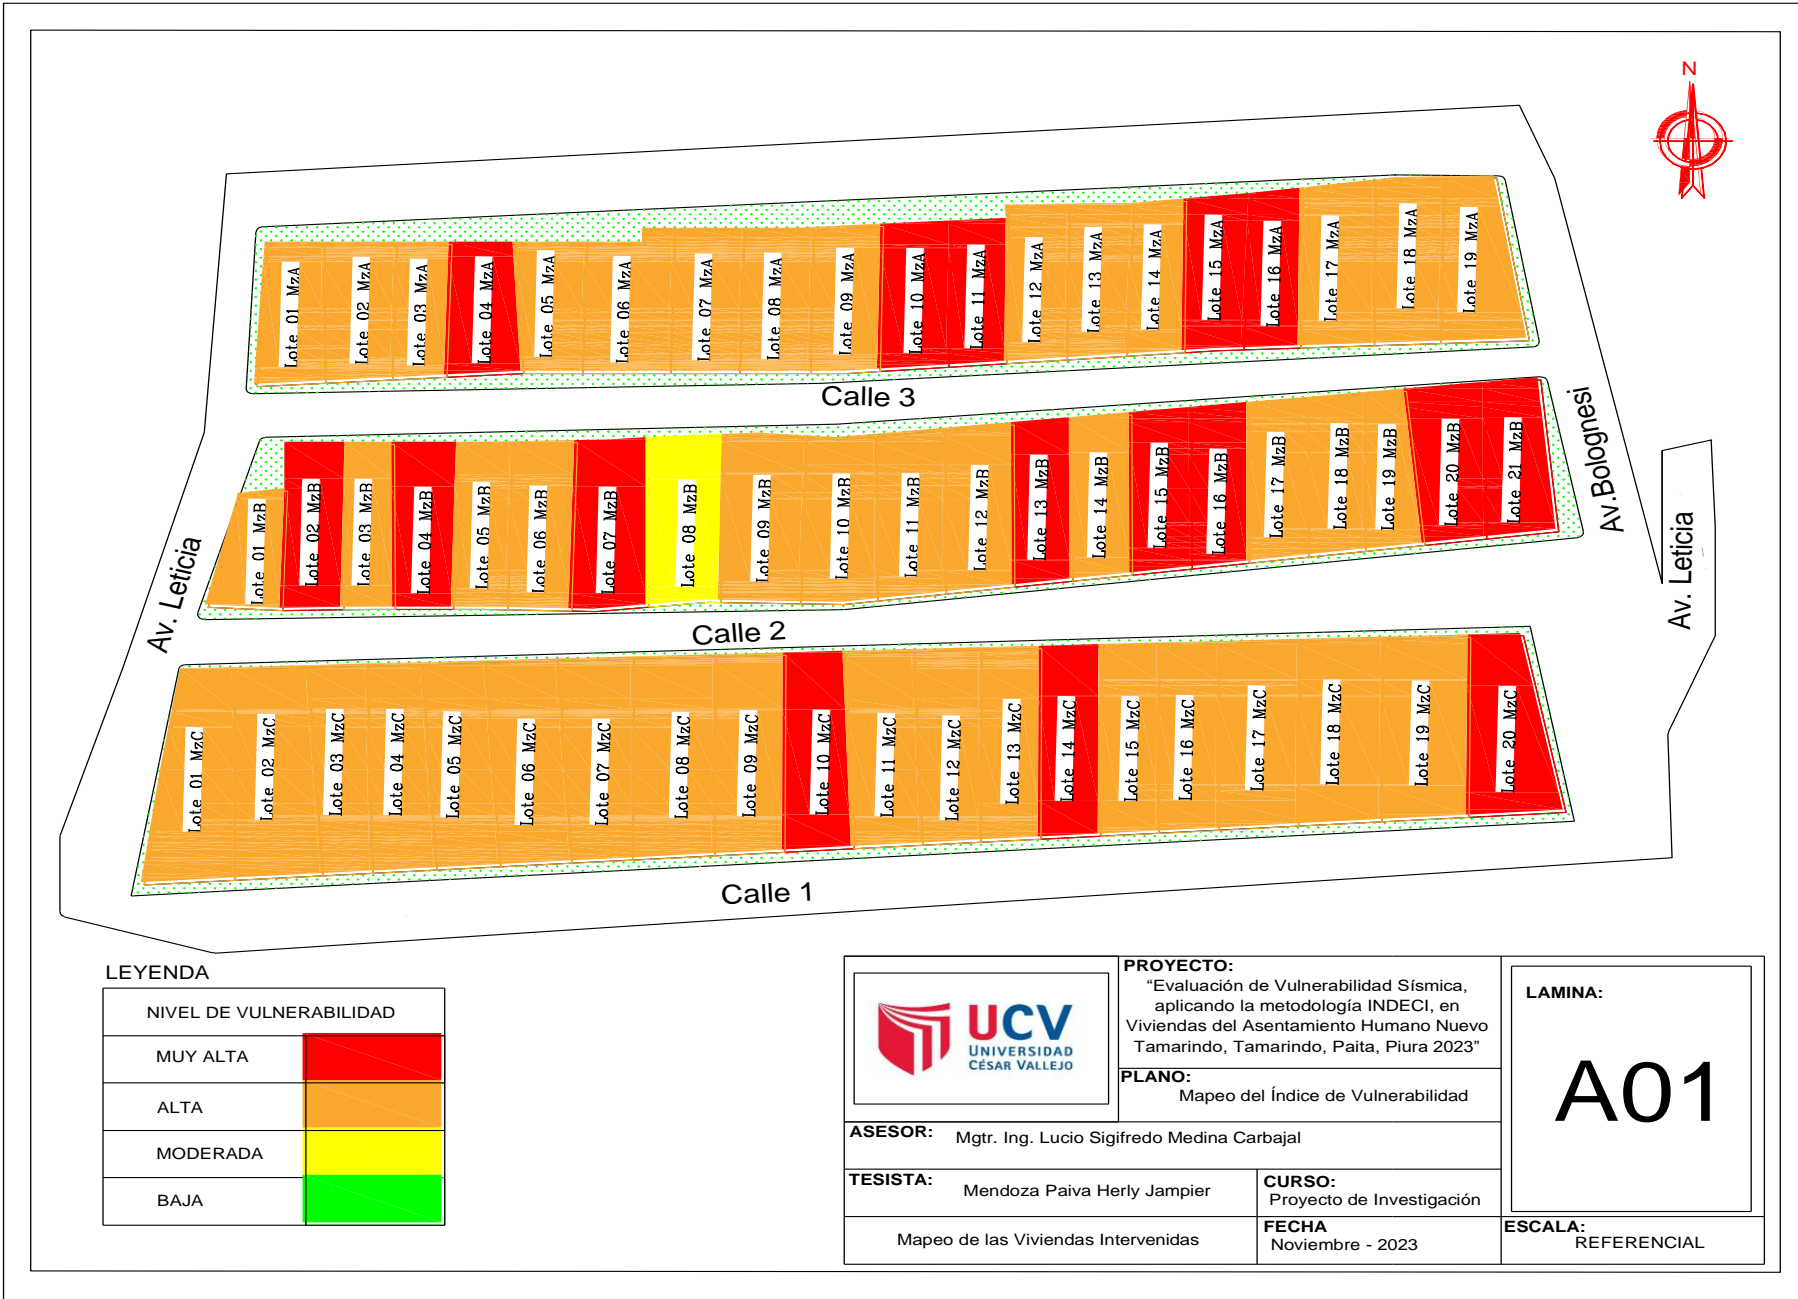 N
Lote 01 MzA
Lote 02 MzA
Lote 03 MzA
Lote 04 MzA
Lote 05 MzA
Lote 06 MzA
Lote 07 MzA
Lote 08 MzA
Lote 09 MzA
Lote 10 MzA
Lote 11 MzA
Lote 12 MzA
Lote 13 MzA
Lote 14 MzA
Lote 15 MzA
Lote 16 MzA
Lote 17 MzA
Lote 18 MzA
Lote 19 MzA
Calle 3
Av.Bolognesi
Lote 01 MzB
Lote 02 MzB
Lote 03 MzB
Lote 04 MzB
Lote 05 MzB
Lote 06 MzB
Lote 07 MzB
Lote 08 MzB
Lote 09 MzB
Lote 10 MzB
Lote 11 MzB
Lote 12 MzB
Lote 13 MzB
Lote 14 MzB
Lote 15 MzB
Lote 16 MzB
Lote 17 MzB
Lote 18 MzB
Lote 19 MzB
Lote 20 MzB
Lote 21 MzB
Av. Leticia
Av. Leticia
Calle 2
Lote 01 MzC
Lote 02 MzC
Lote 03 MzC
Lote 04 MzC
Lote 05 MzC
Lote 06 MzC
Lote 07 MzC
Lote 08 MzC
Lote 09 MzC
Lote 10 MzC
Lote 11 MzC
Lote 12 MzC
Lote 13 MzC
Lote 14 MzC
Lote 15 MzC
Lote 16 MzC
Lote 17 MzC
Lote 18 MzC
Lote 19 MzC
Lote 20 MzC
Calle 1
LEYENDA
NIVEL DE VULNERABILIDAD
MUY ALTA
ALTA
MODERADA
BAJA
UCV
UNIVERSIDAD
CÉSAR VALLEJO
PROYECTO:
“Evaluación de Vulnerabilidad Sísmica,
aplicando la metodología INDECI, en
Viviendas del Asentamiento Humano Nuevo
Tamarindo, Tamarindo, Paita, Piura 2023”
PLANO:
Mapeo del Índice de Vulnerabilidad
ASESOR: Mgtr. Ing. Lucio Sigifredo Medina Carbajal
TESISTA: Mendoza Paiva Herly Jampier
CURSO:
Proyecto de Investigación
Mapeo de las Viviendas Intervenidas
FECHA
Noviembre - 2023
LAMINA:
A01
ESCALA:
REFERENCIAL